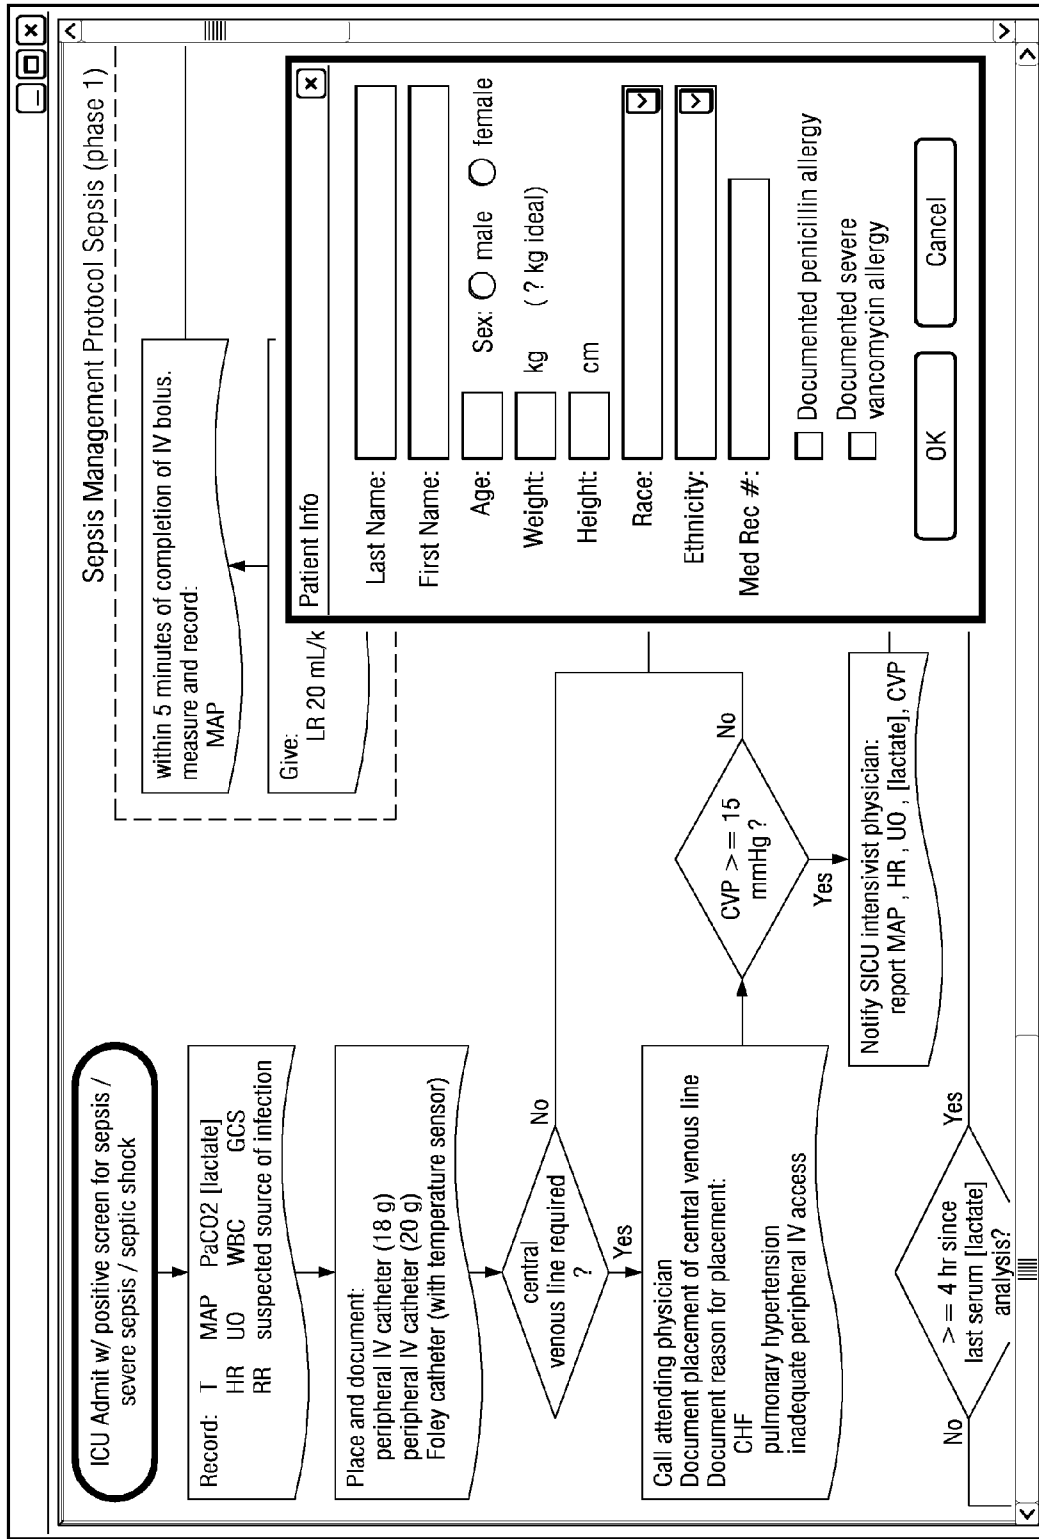 Sepsis Management Protocol Sepsis (phase 1)
ICU Admit w/ positive screen for sepsis /
severe sepsis / septic shock
Record: T MAP PaCO2 [lactate]
HR UO WBC GCS
RR suspected source of infection
Place and document:
peripheral IV catheter (18 g)
peripheral IV catheter (20 g)
Foley catheter (with temperature sensor)
central
venous line required
?
No
Yes
Call attending physician
Document placement of central venous line
Document reason for placement:
CHF
pulmonary hypertension
inadequate peripheral IV access
CVP >= 15
mmHg ?
No
Yes
Notify SICU intensivist physician:
report MAP , HR , UO , [lactate], CVP
>= 4 hr since
last serum [lactate]
analysis?
No
Yes
within 5 minutes of completion of IV bolus.
measure and record:
MAP
Give:
LR 20 mL/k
Patient Info
Last Name:
First Name:
Age: Sex: male female
Weight: kg ( ? kg ideal)
Height: cm
Race:
Ethnicity:
Med Rec #:
Documented penicillin allergy
Documented severe
vancomycin allergy
OK Cancel